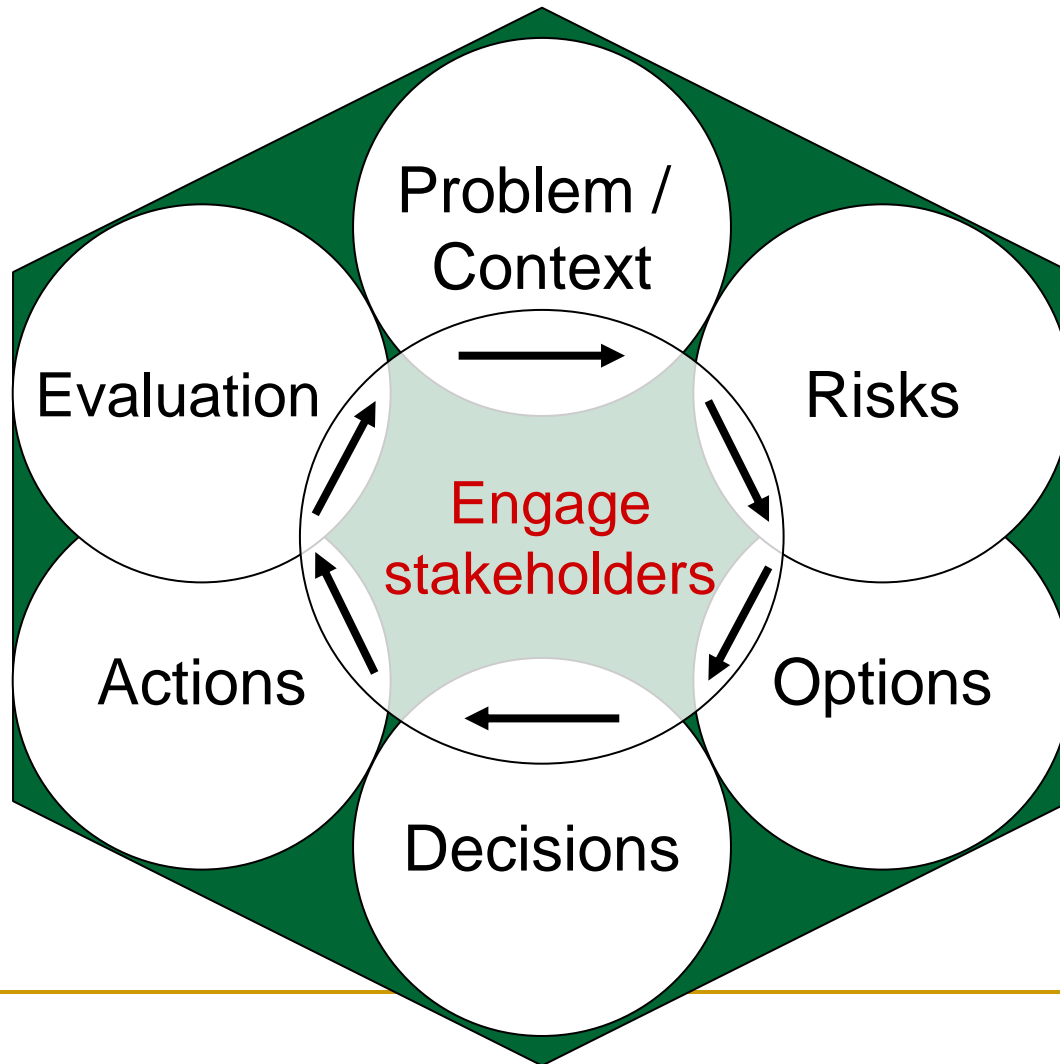 Problem /
Context
Risks
Options
Decisions
Actions
Evaluation
Engage
stakeholders